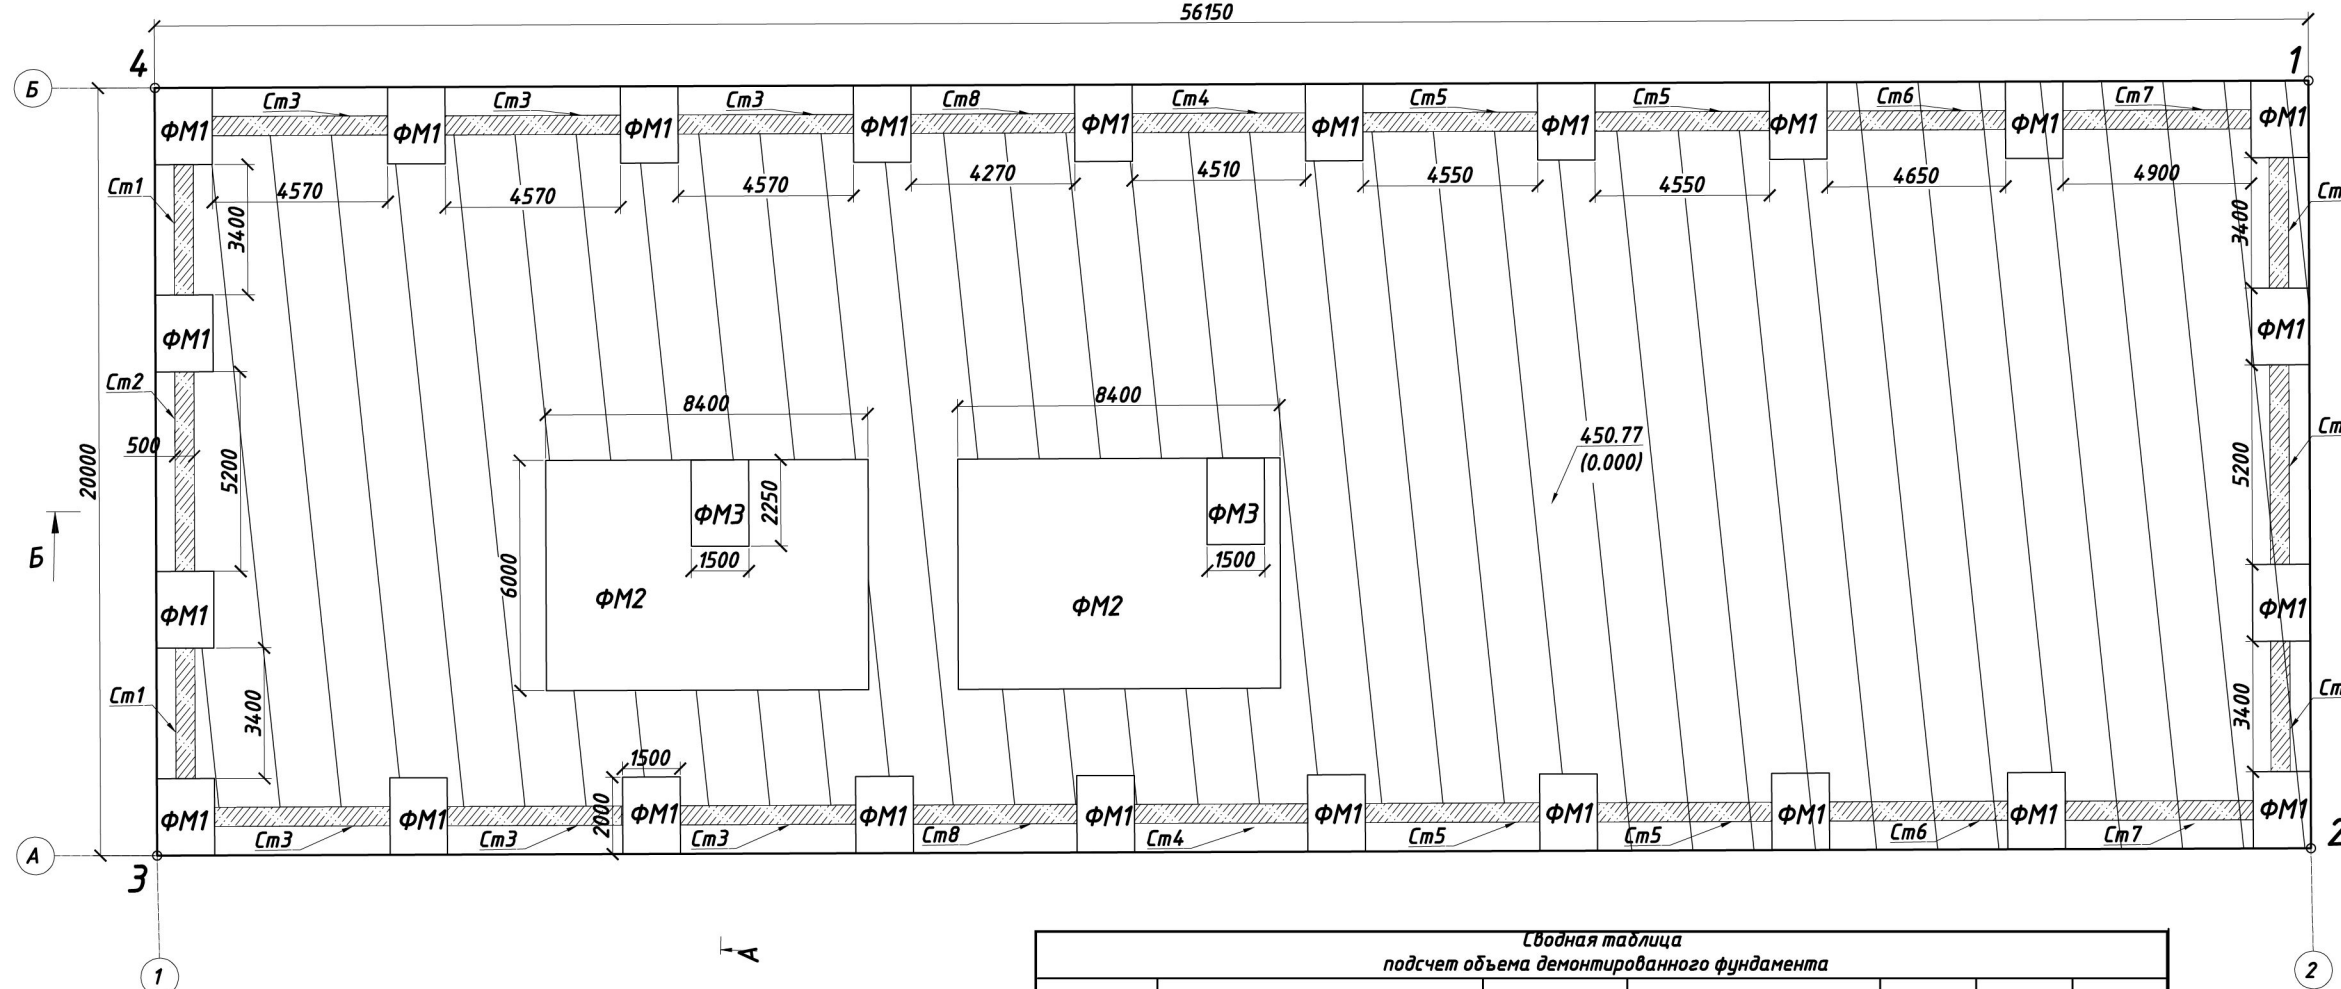 56150
4
1
Б
Ст3
Ст3
Ст3
Ст8
Ст4
Ст5
Ст5
Ст6
Ст7
ФМ1
ФМ1
ФМ1
ФМ1
ФМ1
ФМ1
ФМ1
ФМ1
ФМ1
ФМ1
Ст1
4570
4570
4570
4270
4510
4550
4550
4650
4900
Ст
3400
3400
ФМ1
ФМ1
Ст2
8400
8400
Ст
500
450.77
(0.000)
20000
5200
5200
ФМ3
2250
ФМ3
Б
1500
1500
6000
ФМ2
ФМ2
ФМ1
ФМ1
Ст1
3400
3400
Ст
1500
2000
ФМ1
ФМ1
ФМ1
ФМ1
ФМ1
ФМ1
ФМ1
ФМ1
ФМ1
ФМ1
Ст3
Ст3
Ст3
Ст8
Ст4
Ст5
Ст5
Ст6
Ст7
А
3
2
А
Сводная таблица
подсчет объема демонтированного фундамента
1
2